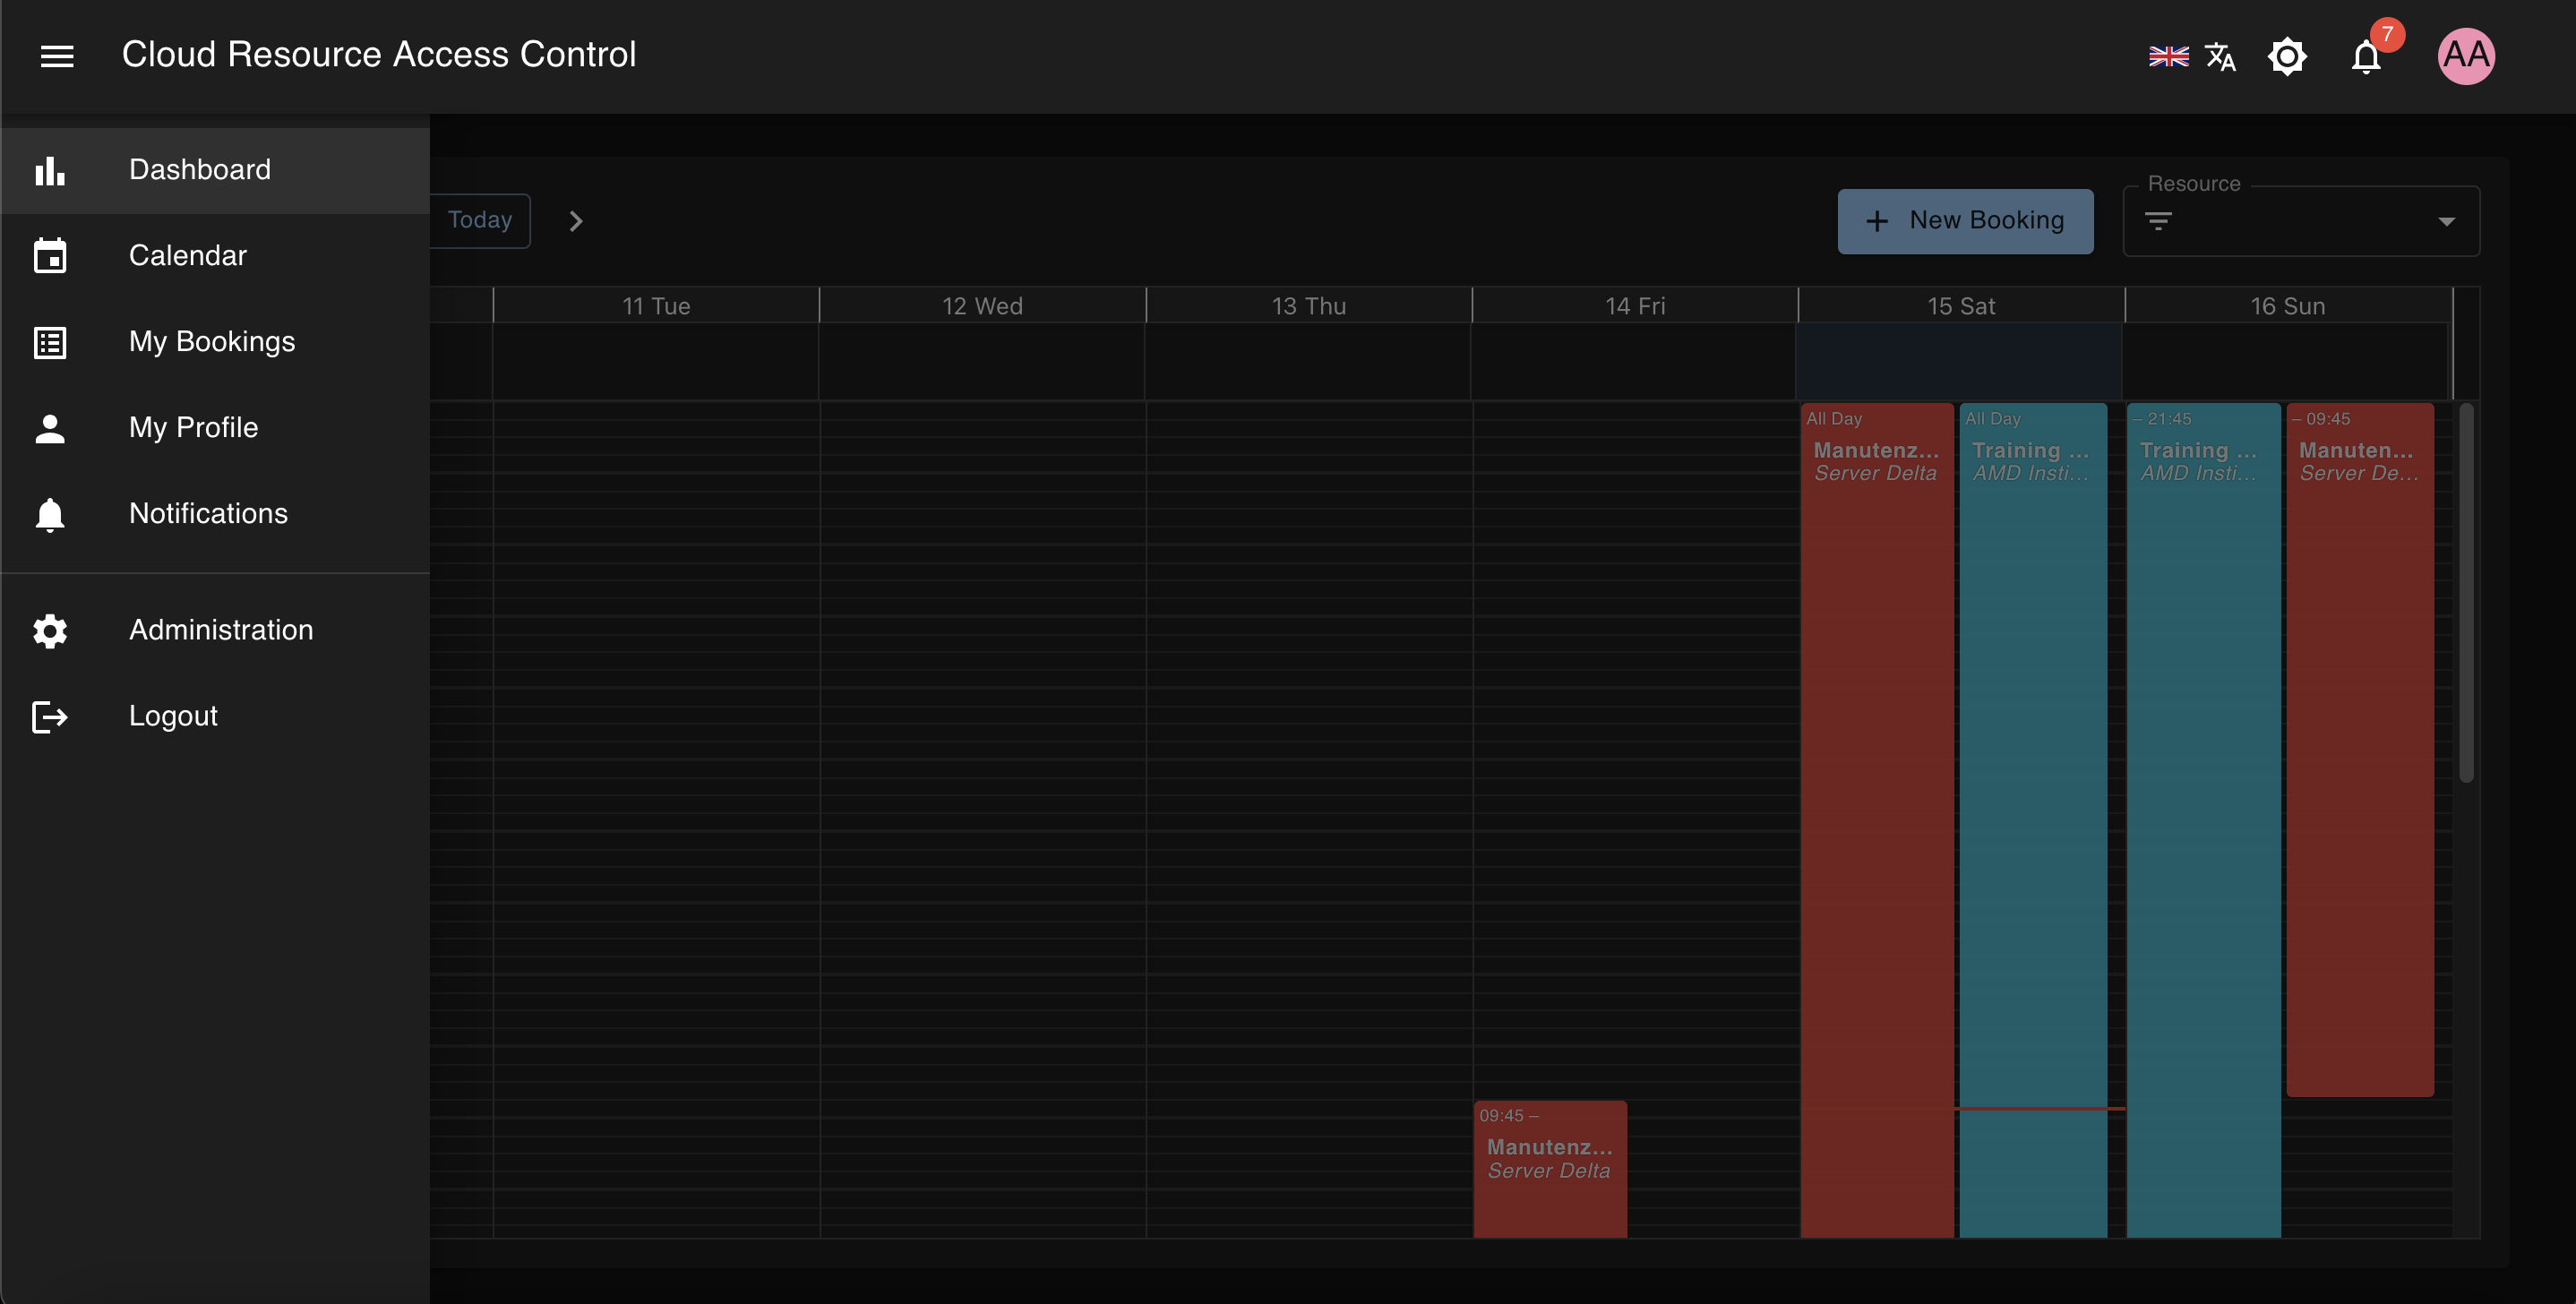 Cloud Resource Access Control
7
AA
Dashboard
Calendar
My Bookings
My Profile
Notifications
Administration
Logout
Today
New Booking
Resource
11 Tue
12 Wed
13 Thu
14 Fri
15 Sat
16 Sun
All Day
Manutenz...
Server Delta
All Day
Training ...
AMD Insti...
– 21:45
Training ...
AMD Insti...
– 09:45
Manuten...
Server De...
09:45 –
Manutenz...
Server Delta